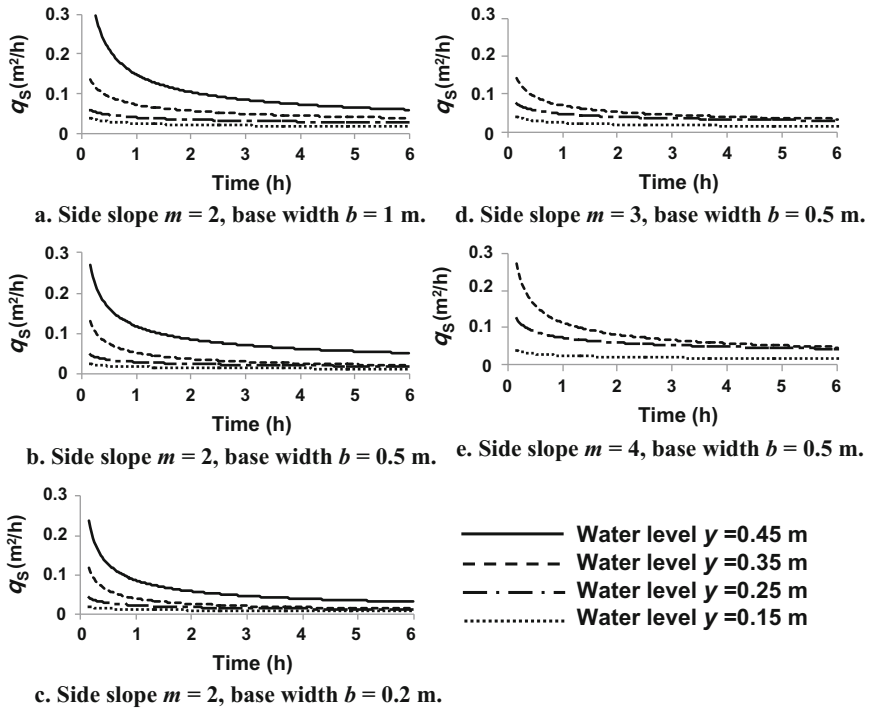 0.3
0.2
0.1
0
qs(m²/h)
0 1 2 3 4 5 6
Time (h)
a. Side slope m = 2, base width b = 1 m.
0.3
0.2
0.1
0
qs(m²/h)
0 1 2 3 4 5 6
Time (h)
b. Side slope m = 2, base width b = 0.5 m.
0.3
0.2
0.1
0
qs(m²/h)
0 1 2 3 4 5 6
Time (h)
c. Side slope m = 2, base width b = 0.2 m.
0.3
0.2
0.1
0
qs(m²/h)
0 1 2 3 4 5 6
Time (h)
d. Side slope m = 3, base width b = 0.5 m.
0.3
0.2
0.1
0
qs(m²/h)
0 1 2 3 4 5 6
Time (h)
e. Side slope m = 4, base width b = 0.5 m.
Water level y =0.45 m
Water level y =0.35 m
Water level y =0.25 m
Water level y =0.15 m